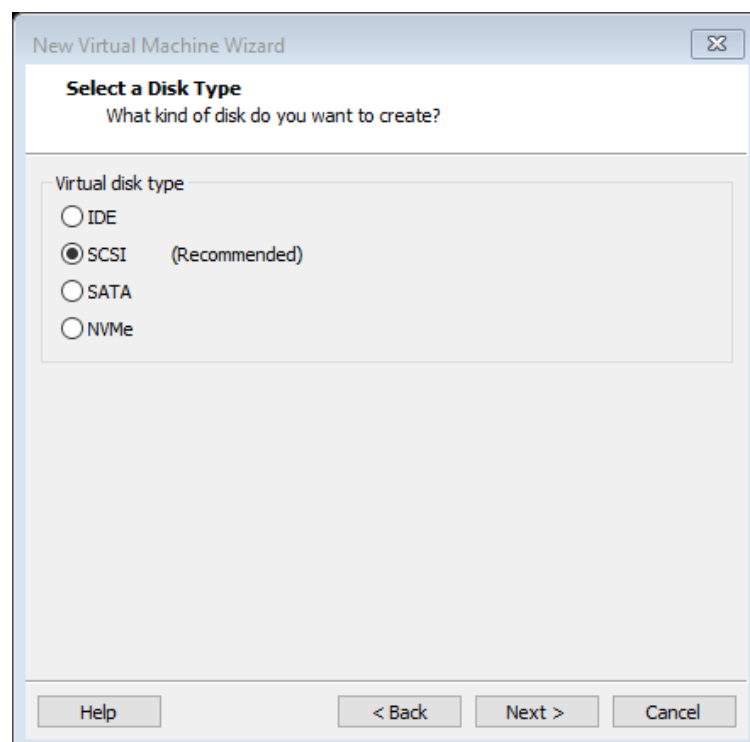 New Virtual Machine Wizard
Select a Disk Type
What kind of disk do you want to create?
Virtual disk type
IDE
SCSI (Recommended)
SATA
NVMe
Help < Back Next > Cancel